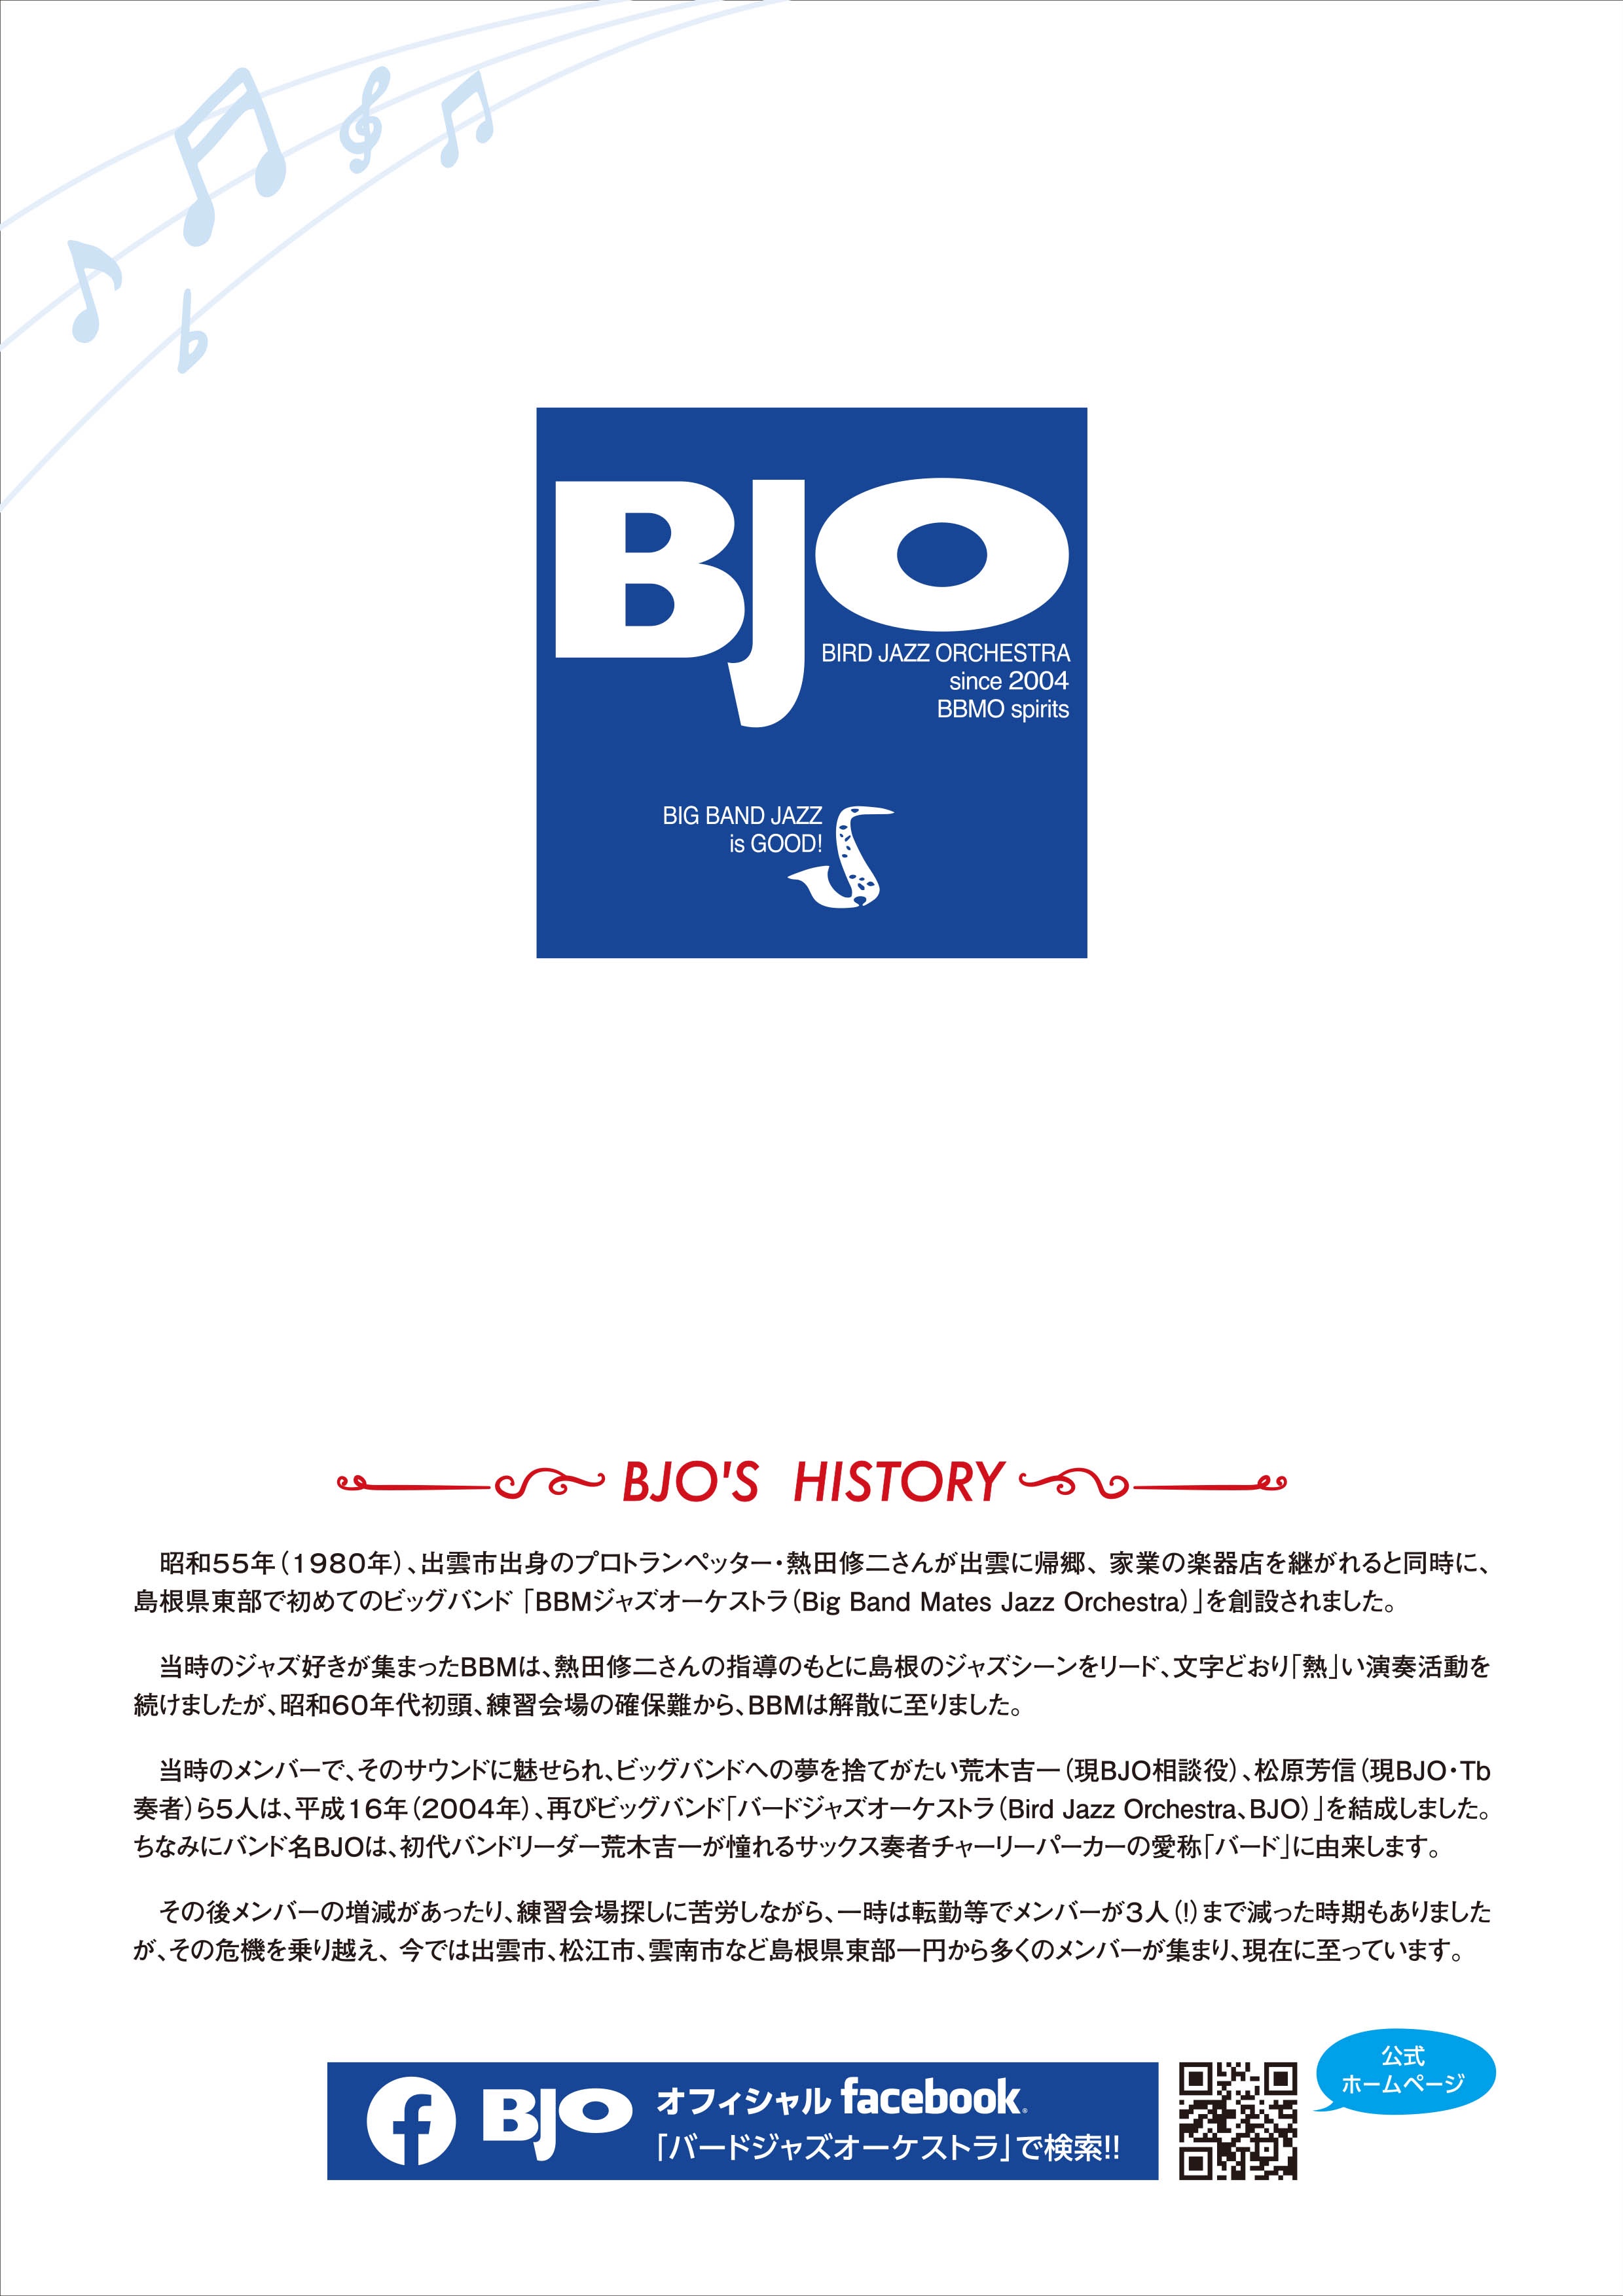 BJO
BIRD JAZZ ORCHESTRA
since 2004
BBMO spirits
BIG BAND JAZZ
is GOOD!
BJO'S HISTORY
昭和55年（1980年）、出雲市出身のプロトランペッター・熱田修二さんが出雲に帰郷、家業の楽器店を継がれると同時に、
島根県東部で初めてのビッグバンド「BBMジャズオーケストラ（Big Band Mates Jazz Orchestra）」を創設されました。
当時のジャズ好きが集まったBBMは、熱田修二さんの指導のもとに島根のジャズシーンをリード、文字どおり「熱」い演奏活動を
続けましたが、昭和60年代初頭、練習会場の確保難から、BBMは解散に至りました。
当時のメンバーで、そのサウンドに魅せられ、ビッグバンドへの夢を捨てがたい荒木吉一（現BJO相談役）、松原芳信（現BJO・Tb
奏者）ら5人は、平成16年（2004年）、再びビッグバンド「バードジャズオーケストラ（Bird Jazz Orchestra、BJO）」を結成しました。
ちなみにバンド名BJOは、初代バンドリーダー荒木吉一が憧れるサックス奏者チャーリーパーカーの愛称「バード」に由来します。
その後メンバーの増減があったり、練習会場探しに苦労しながら、一時は転勤等でメンバーが3人（!）まで減った時期もありました
が、その危機を乗り越え、今では出雲市、松江市、雲南市など島根県東部一円から多くのメンバーが集まり、現在に至っています。
BJO オフィシャル facebook®
「バードジャズオーケストラ」で検索!!
公式
ホームページ